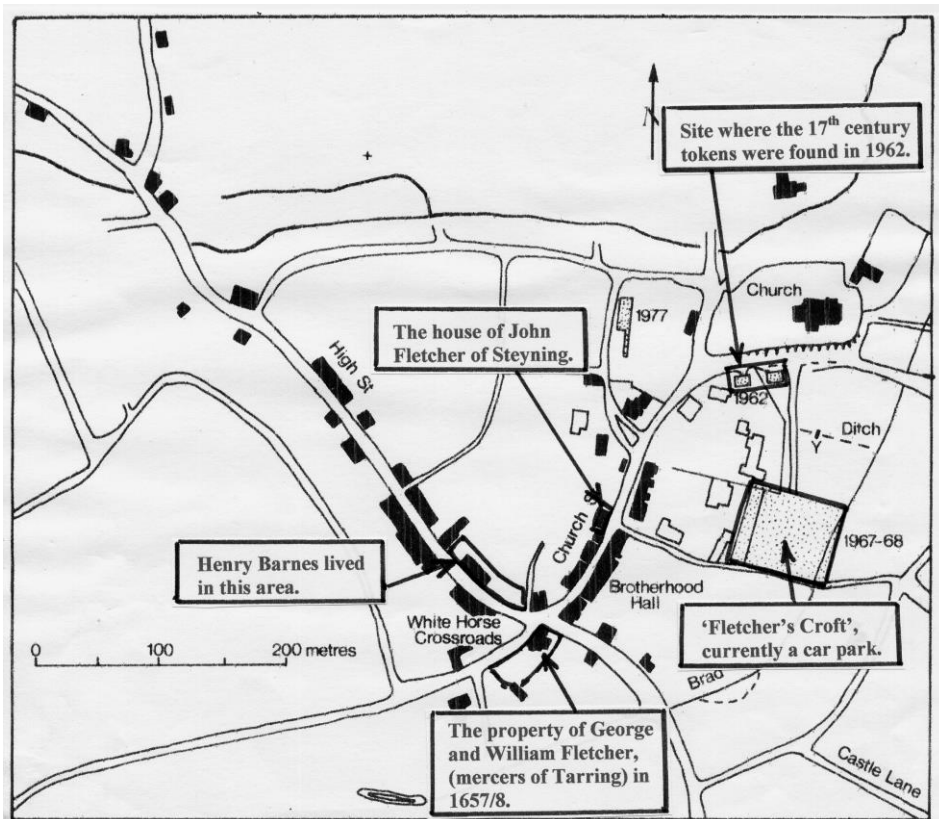 N
Site where the 17th century
tokens were found in 1962.
Church
1977
The house of John
Fletcher of Steyning.
High St
1962
Ditch
Y
Church St
1967-68
Henry Barnes lived
in this area.
Brotherhood
Hall
White Horse
Crossroads
'Fletcher's Croft',
currently a car park.
0 100 200 metres
Brad
The property of George
and William Fletcher,
(mercers of Tarring) in
1657/8.
Castle Lane